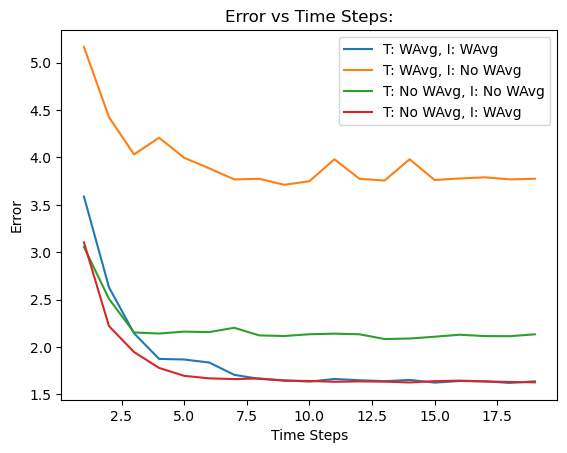 Error vs Time Steps:
T: WAvg, I: WAvg
T: WAvg, I: No WAvg
T: No WAvg, I: No WAvg
T: No WAvg, I: WAvg
Error
5.0
4.5
4.0
3.5
3.0
2.5
2.0
1.5
2.5 5.0 7.5 10.0 12.5 15.0 17.5
Time Steps